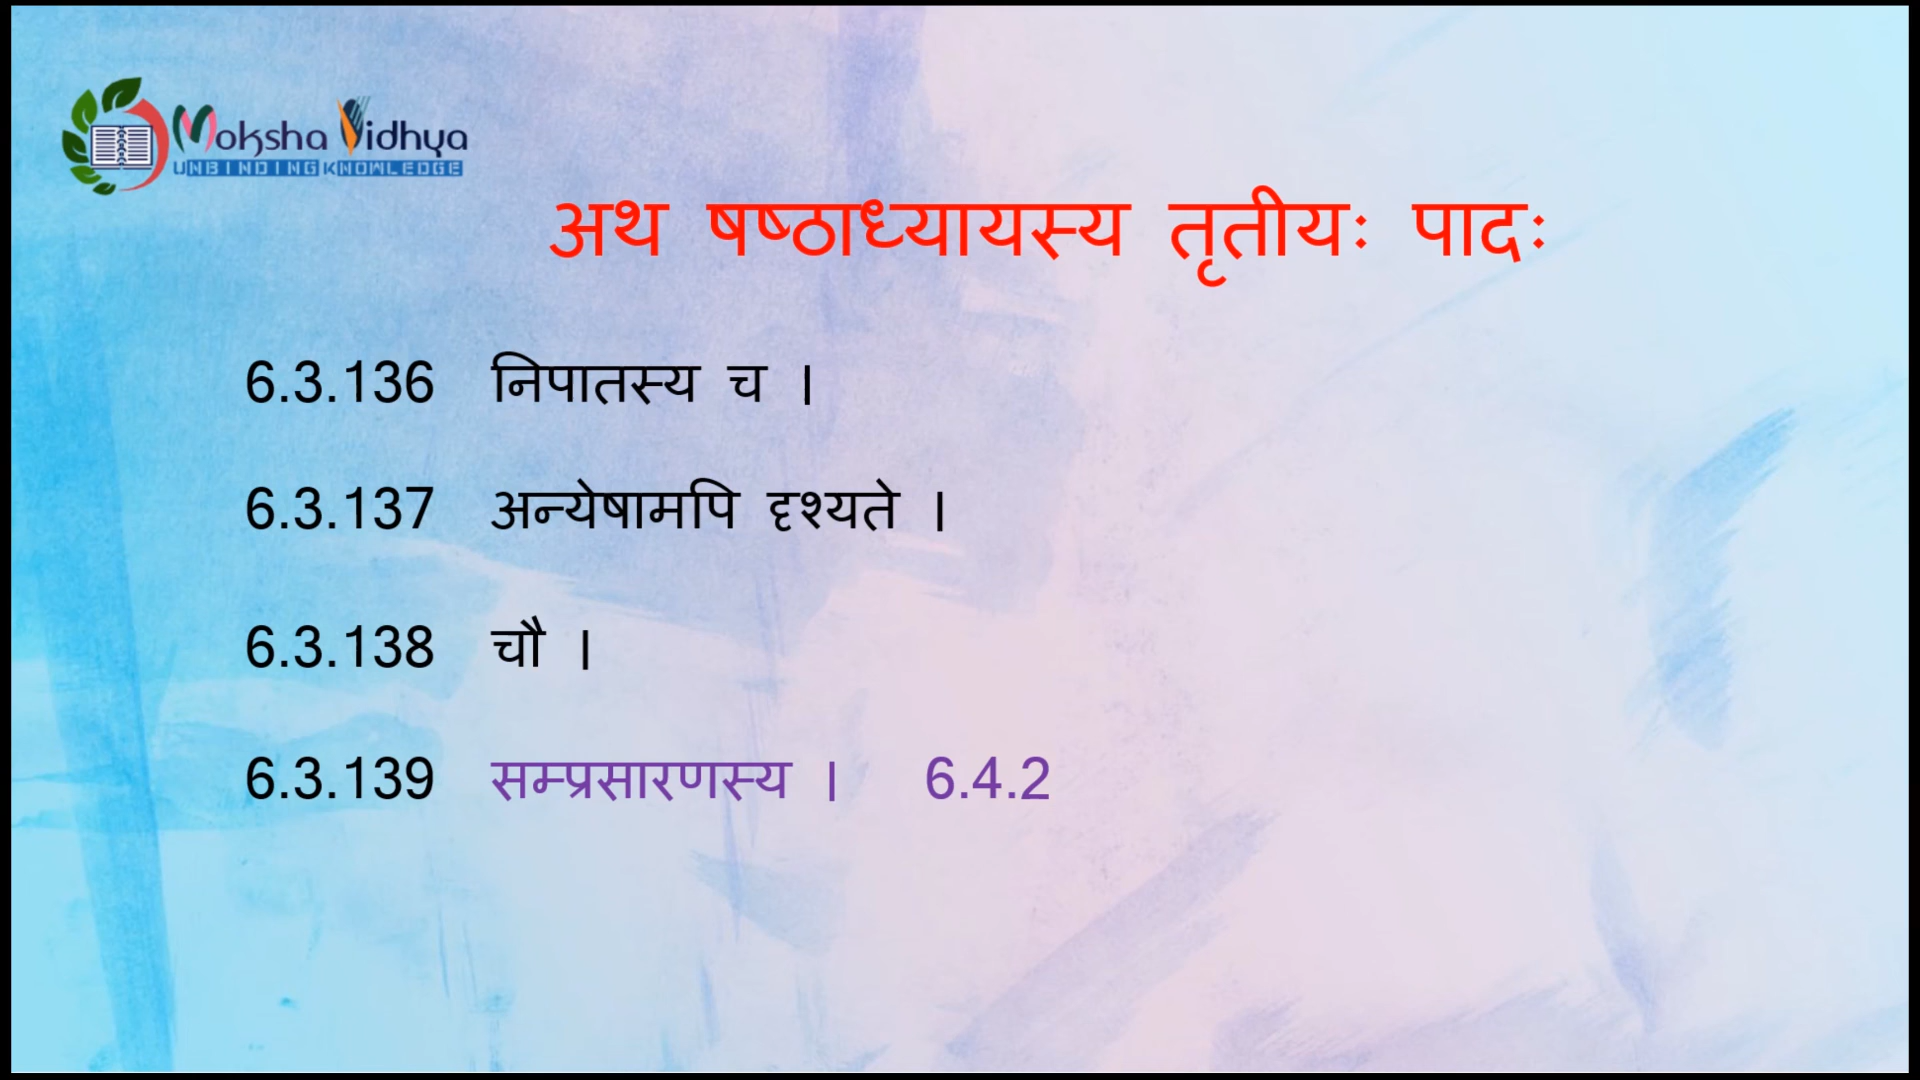 Moksha Vidhya
UNBINDING KNOWLEDGE
अथ षष्ठाध्यायस्य तृतीयः पादः
6.3.136 निपातस्य च ।
6.3.137 अन्येषामपि दृश्यते ।
6.3.138 चौ ।
6.3.139 सम्प्रसारणस्य । 6.4.2